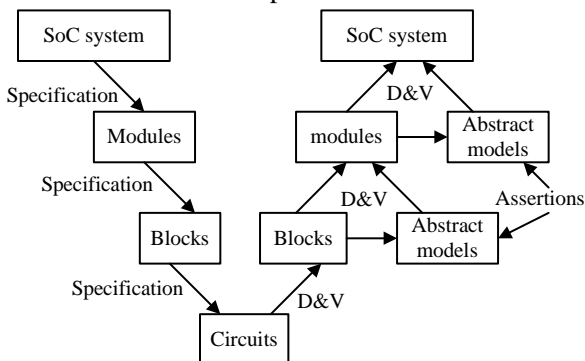 SoC system
SoC system
Specification
D&V
Modules
modules
Abstract
models
Specification
D&V
Assertions
Blocks
Blocks
Abstract
models
Specification
D&V
Circuits